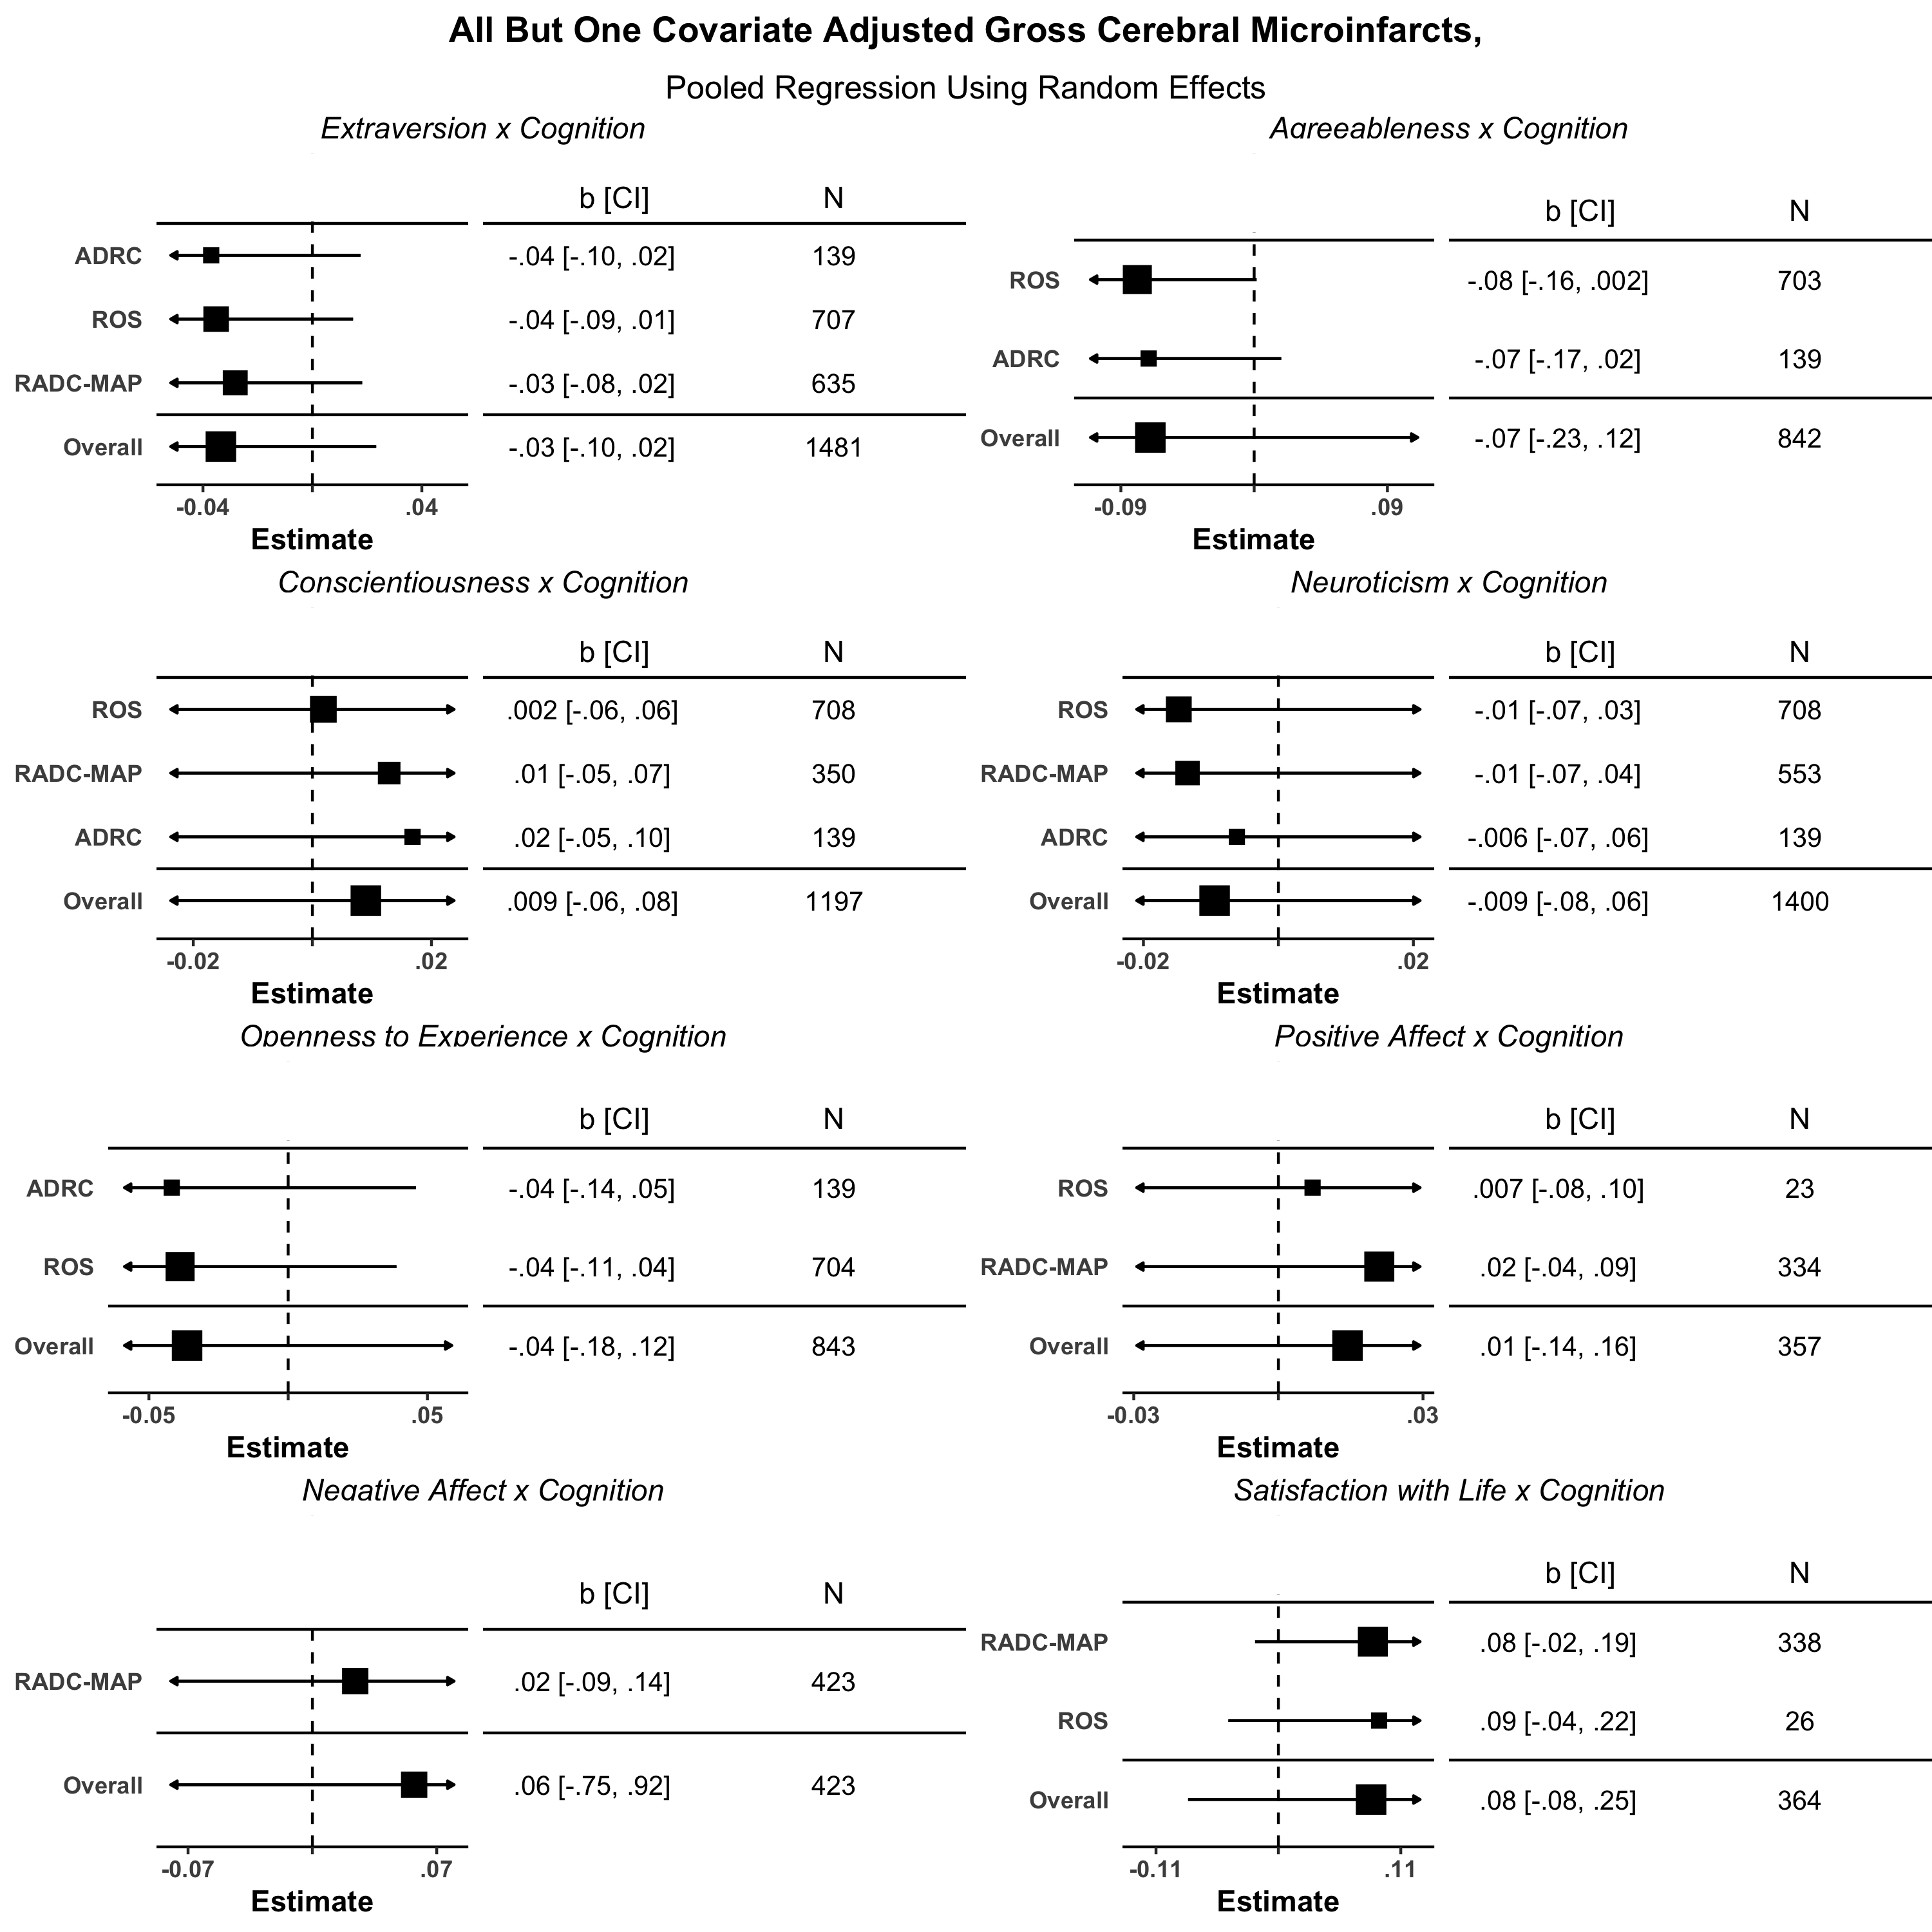 All But One Covariate Adjusted Gross Cerebral Microinfarcts,
Pooled Regression Using Random Effects
Extraversion x Cognition
b [CI] N
ADRC -.04 [-.10, .02] 139
ROS -.04 [-.09, .01] 707
RADC-MAP -.03 [-.08, .02] 635
Overall -.03 [-.10, .02] 1481
-0.04 .04
Estimate
Agreeableness x Cognition
b [CI] N
ROS -.08 [-.16, .002] 703
ADRC -.07 [-.17, .02] 139
Overall -.07 [-.23, .12] 842
-0.09 .09
Estimate
Conscientiousness x Cognition
b [CI] N
ROS .002 [-.06, .06] 708
RADC-MAP .01 [-.05, .07] 350
ADRC .02 [-.05, .10] 139
Overall .009 [-.06, .08] 1197
-0.02 .02
Estimate
Neuroticism x Cognition
b [CI] N
ROS -.01 [-.07, .03] 708
RADC-MAP -.01 [-.07, .04] 553
ADRC -.006 [-.07, .06] 139
Overall -.009 [-.08, .06] 1400
-0.02 .02
Estimate
Openness to Experience x Cognition
b [CI] N
ADRC -.04 [-.14, .05] 139
ROS -.04 [-.11, .04] 704
Overall -.04 [-.18, .12] 843
-0.05 .05
Estimate
Positive Affect x Cognition
b [CI] N
ROS .007 [-.08, .10] 23
RADC-MAP .02 [-.04, .09] 334
Overall .01 [-.14, .16] 357
-0.03 .03
Estimate
Negative Affect x Cognition
b [CI] N
RADC-MAP .02 [-.09, .14] 423
Overall .06 [-.75, .92] 423
-0.07 .07
Estimate
Satisfaction with Life x Cognition
b [CI] N
RADC-MAP .08 [-.02, .19] 338
ROS .09 [-.04, .22] 26
Overall .08 [-.08, .25] 364
-0.11 .11
Estimate